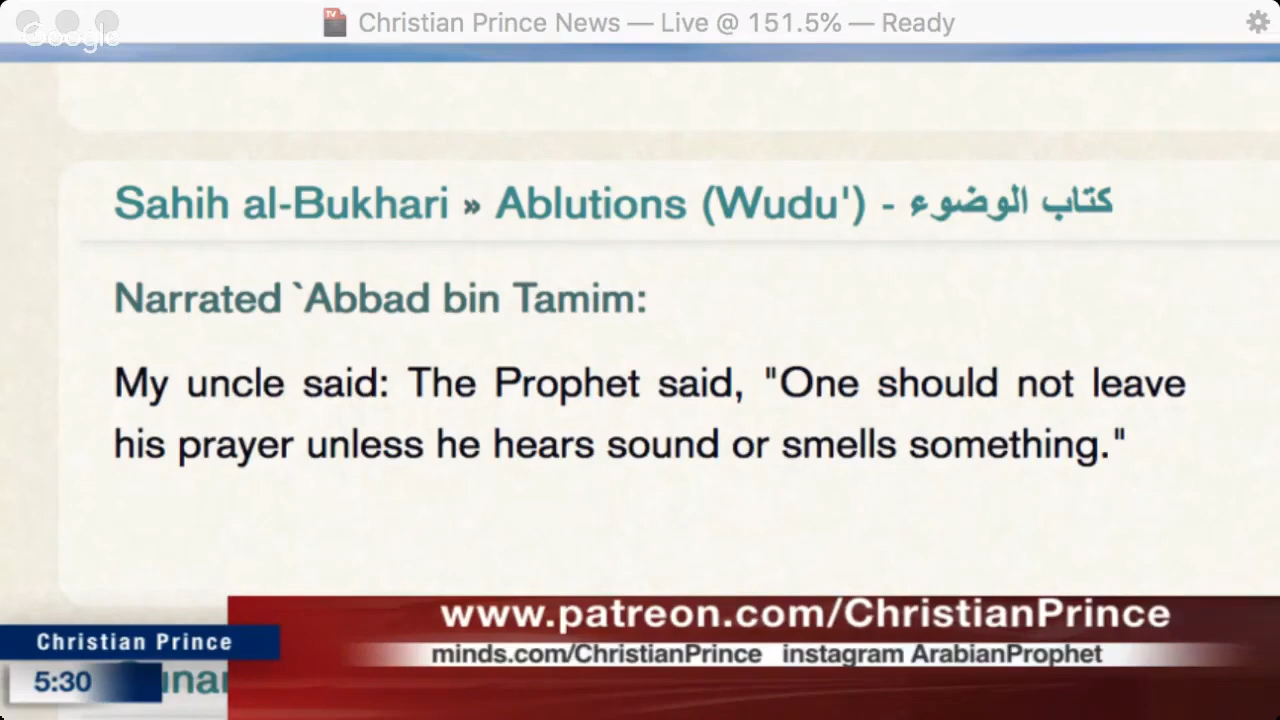 Christian Prince News — Live @ 151.5% — Ready
Google
Sahih al-Bukhari » Ablutions (Wudu') - كتاب الوضوء
Narrated `Abbad bin Tamim:
My uncle said: The Prophet said, "One should not leave
his prayer unless he hears sound or smells something."
www.patreon.com/ChristianPrince
Christian Prince
minds.com/ChristianPrince instagram ArabianProphet
5:30